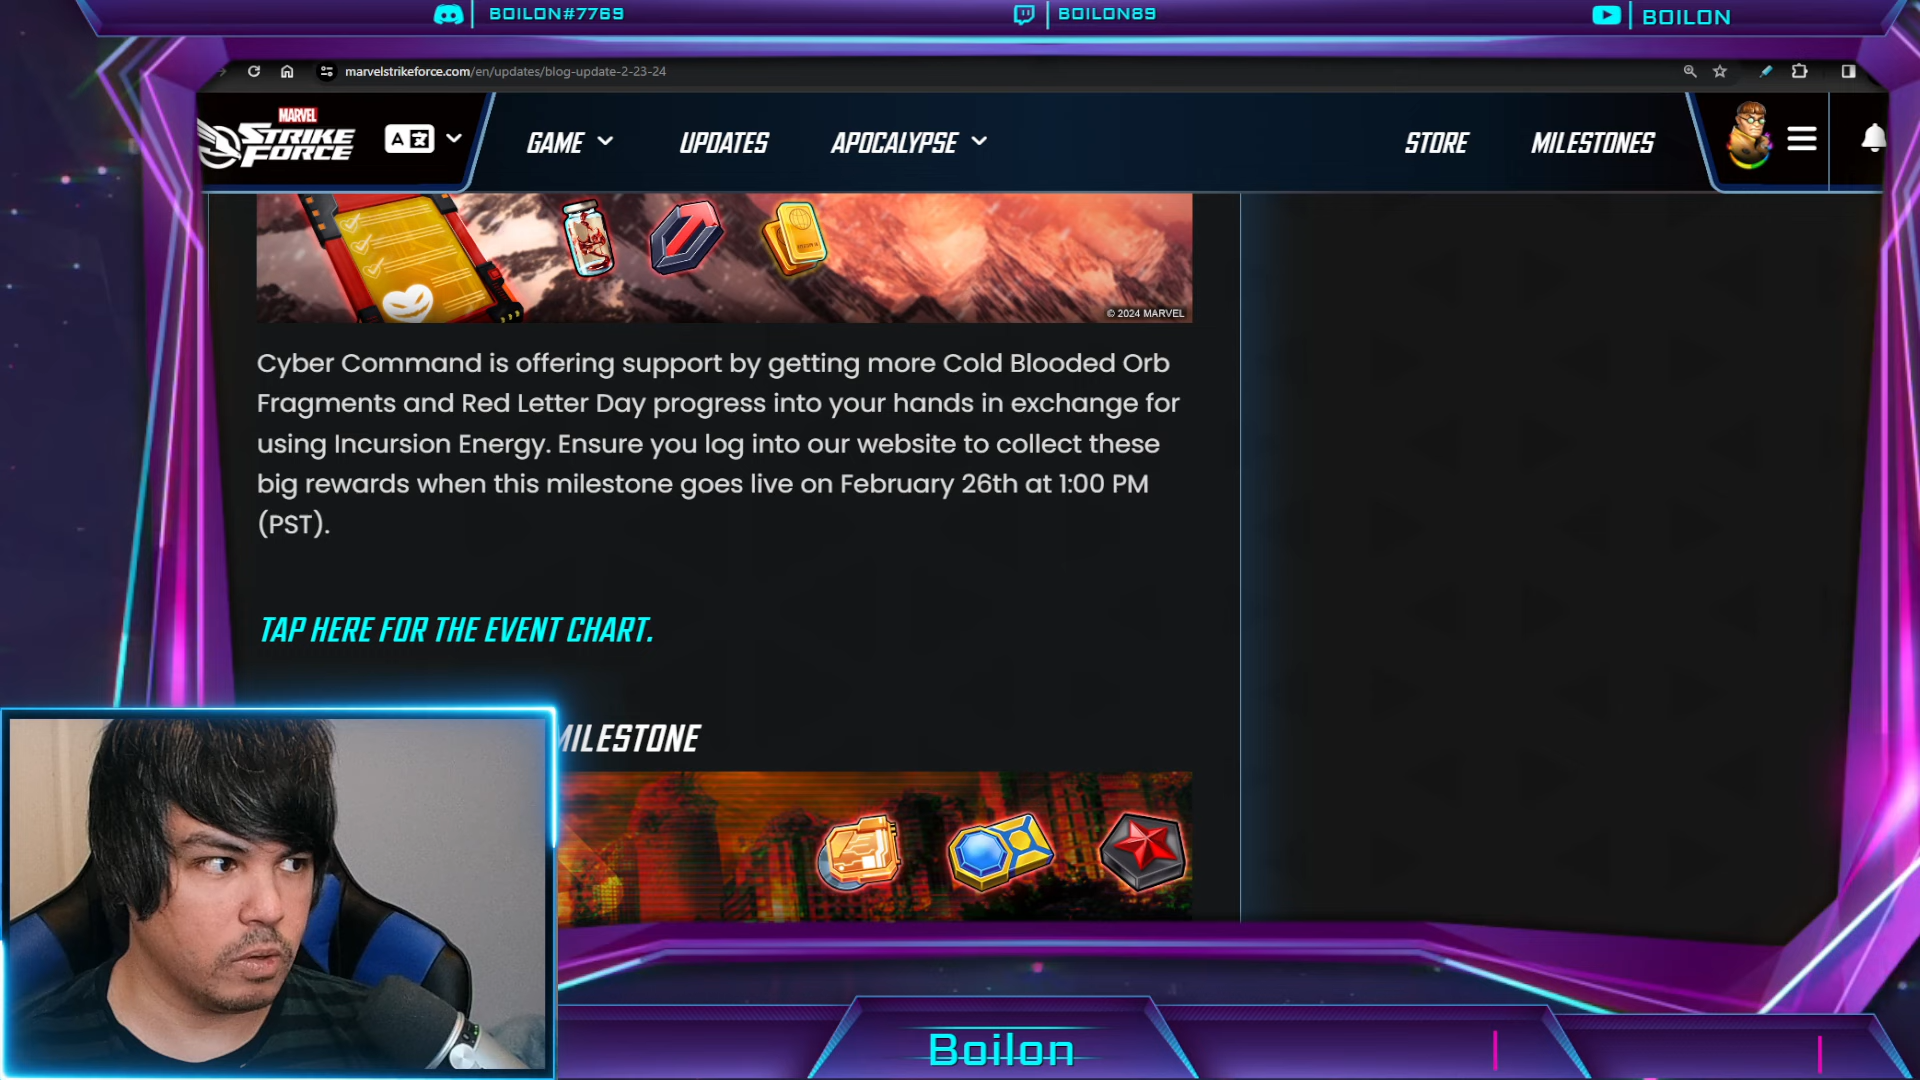 BOILON#7769
BOILON89
BOILON
marvelstrikeforce.com/en/updates/blog-update-2-23-24
MARVEL
STRIKE
FORCE
A文
GAME
UPDATES
APOCALYPSE
STORE
MILESTONES
© 2024 MARVEL
Cyber Command is offering support by getting more Cold Blooded Orb
Fragments and Red Letter Day progress into your hands in exchange for
using Incursion Energy. Ensure you log into our website to collect these
big rewards when this milestone goes live on February 26th at 1:00 PM
(PST).
TAP HERE FOR THE EVENT CHART.
MILESTONE
Boilon